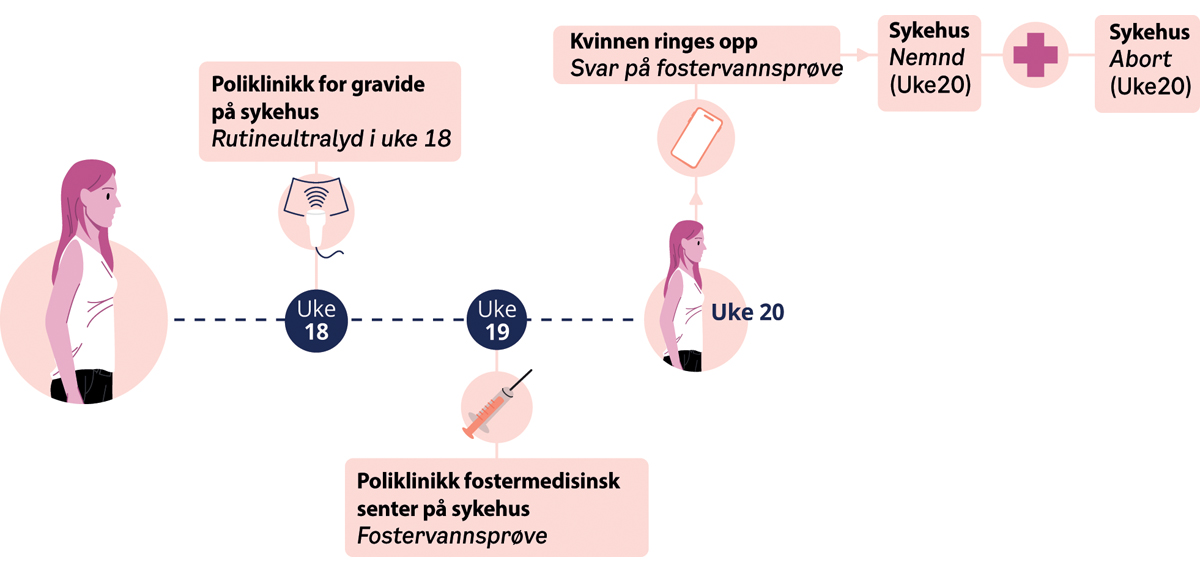 Poliklinikk for gravide
på sykehus
Rutineultralyd i uke 18
Uke
18
Uke
19
Poliklinikk fostermedisinsk
senter på sykehus
Fostervannsprøve
Uke 20
Kvinnen ringes opp
Svar på fostervannsprøve
Sykehus
Nemnd
(Uke20)
Sykehus
Abort
(Uke20)